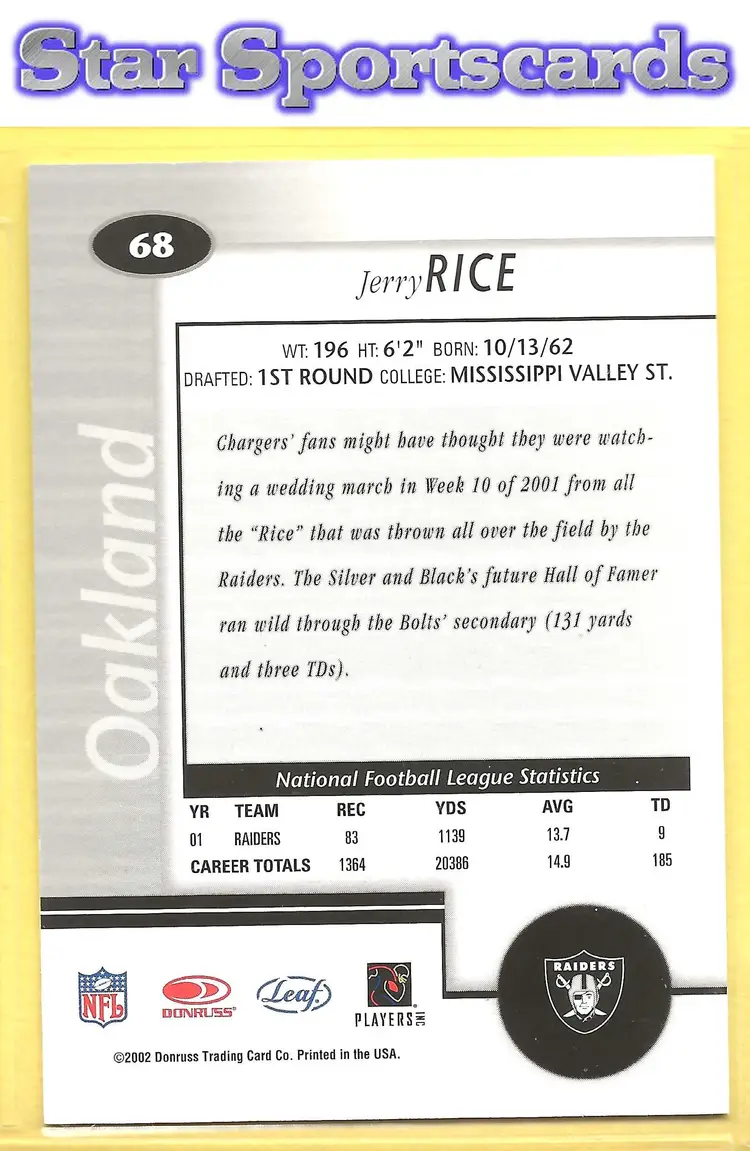 Star Sportscards
68
Jerry RICE
WT: 196 HT: 6'2" BORN: 10/13/62
DRAFTED: 1ST ROUND COLLEGE: MISSISSIPPI VALLEY ST.
Oakland
Chargers' fans might have thought they were watch-
ing a wedding march in Week 10 of 2001 from all
the "Rice" that was thrown all over the field by the
Raiders. The Silver and Black's future Hall of Famer
ran wild through the Bolts' secondary (131 yards
and three TDs).
National Football League Statistics
YR TEAM REC YDS AVG TD
01 RAIDERS 83 1139 13.7 9
CAREER TOTALS 1364 20386 14.9 185
NFL DONRUSS® Leaf® PLAYERS INC
RAIDERS
©2002 Donruss Trading Card Co. Printed in the USA.